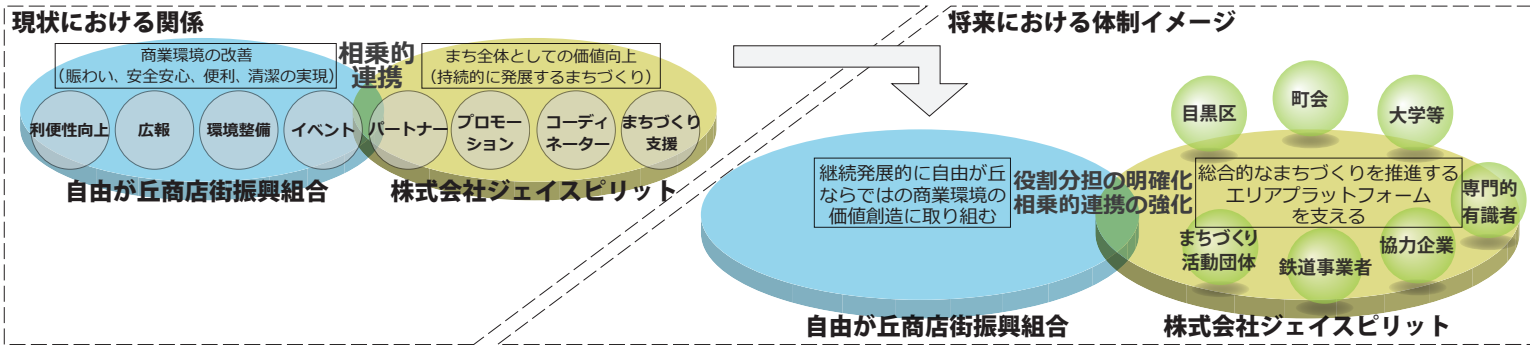 現状における関係
商業環境の改善
（賑わい、安全安心、便利、清潔の実現）
相乗的
連携
まち全体としての価値向上
（持続的に発展するまちづくり）
利便性向上
広報
環境整備
イベント
パートナー
プロモー
ション
コーディ
ネーター
まちづくり
支援
自由が丘商店街振興組合
株式会社ジェイスピリット
将来における体制イメージ
目黒区
町会
大学等
継続発展的に自由が丘
ならではの商業環境の
価値創造に取り組む
役割分担の明確化
相乗的連携の強化
総合的なまちづくりを推進する
エリアプラットフォーム
を支える
専門的
有識者
まちづくり
活動団体
鉄道事業者
協力企業
自由が丘商店街振興組合
株式会社ジェイスピリット